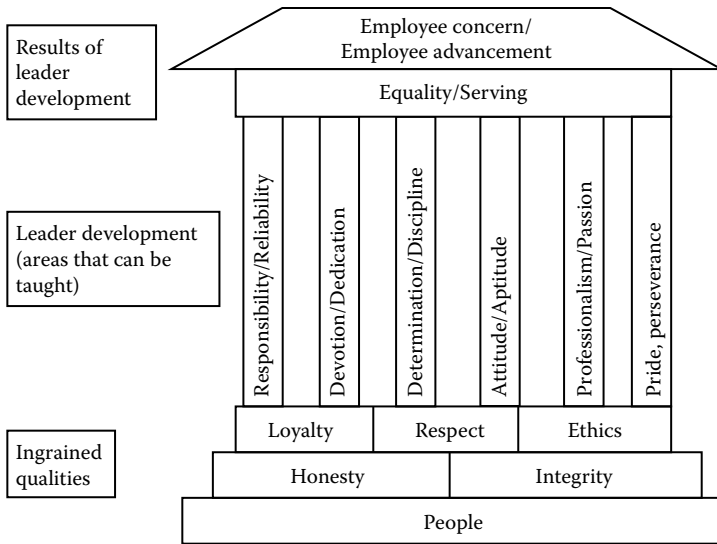 Employee concern/
Employee advancement
Results of
leader
development
Equality/Serving
Leader development
(areas that can be
taught)
Responsibility/Reliability
Devotion/Dedication
Determination/Discipline
Attitude/Aptitude
Professionalism/Passion
Pride, perseverance
Ingrained
qualities
Loyalty
Respect
Ethics
Honesty
Integrity
People